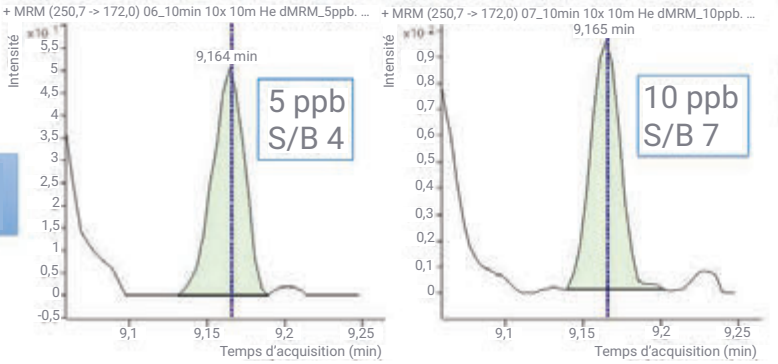 + MRM (250,7 -> 172,0) 06_10min 10x 10m He dMRM_5ppb. ...
x10 1
Intensité
5,5
5
4,5
4
3,5
3
2,5
2
1,5
1
0,5
0
-0,5
9,164 min
5 ppb
S/B 4
9,1
9,15
9,2
9,25
Temps d'acquisition (min)
+ MRM (250,7 -> 172,0) 07_10min 10x 10m He dMRM_10ppb. ...
x10 2
Intensité
0,9
0,8
0,7
0,6
0,5
0,4
0,3
0,2
0,1
0
9,165 min
10 ppb
S/B 7
9,1
9,15
9,2
9,25
Temps d'acquisition (min)